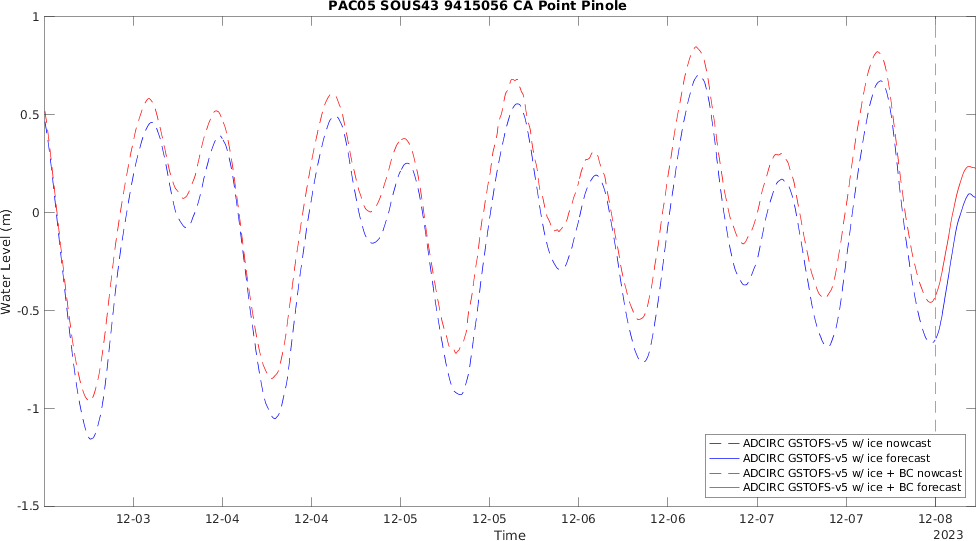 PAC05 SOUS43 9415056 CA Point Pinole
1
0.5
0
-0.5
-1
-1.5
Water Level (m)
ADCIRC GSTOFS-v5 w/ ice nowcast
ADCIRC GSTOFS-v5 w/ ice forecast
ADCIRC GSTOFS-v5 w/ ice + BC nowcast
ADCIRC GSTOFS-v5 w/ ice + BC forecast
12-03 12-04 12-04 12-05 12-05 12-06 12-06 12-07 12-07 12-08
Time
2023